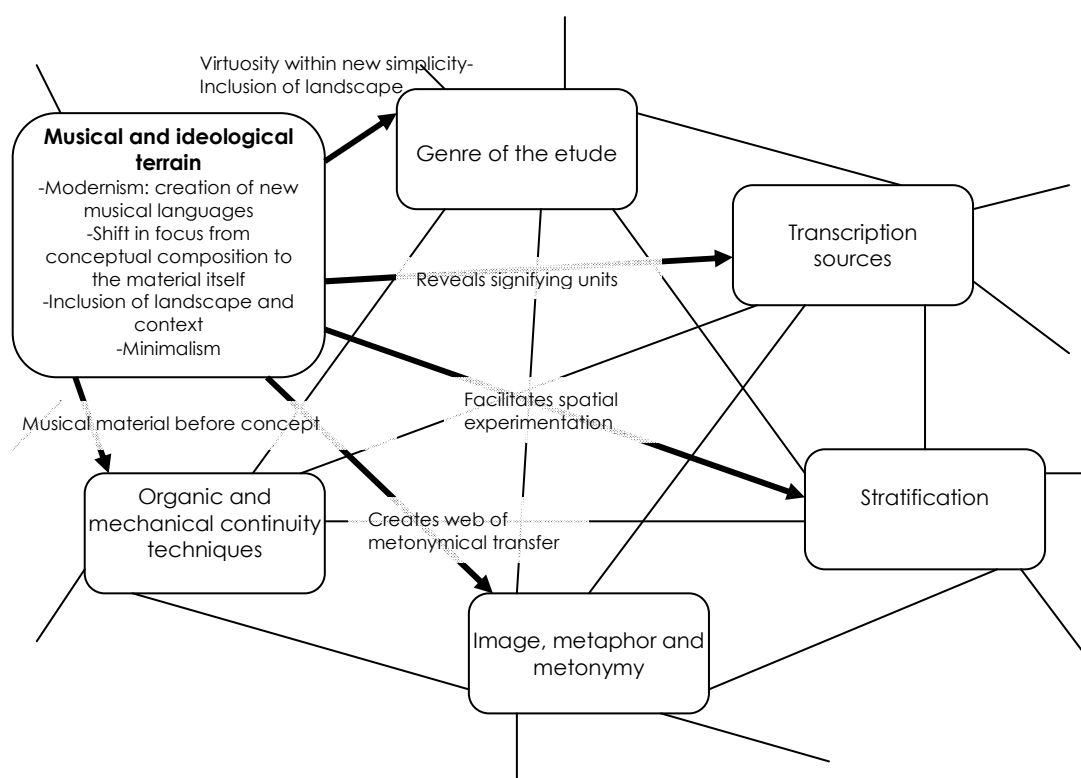 Virtuosity within new simplicity-
Inclusion of landscape
Musical and ideological
terrain
-Modernism: creation of new
musical languages
-Shift in focus from
conceptual composition to
the material itself
-Inclusion of landscape and
context
-Minimalism
Genre of the etude
Transcription
sources
Reveals signifying units
Facilitates spatial
experimentation
Musical material before concept
Organic and
mechanical continuity
techniques
Creates web of
metonymical transfer
Stratification
Image, metaphor and
metonymy